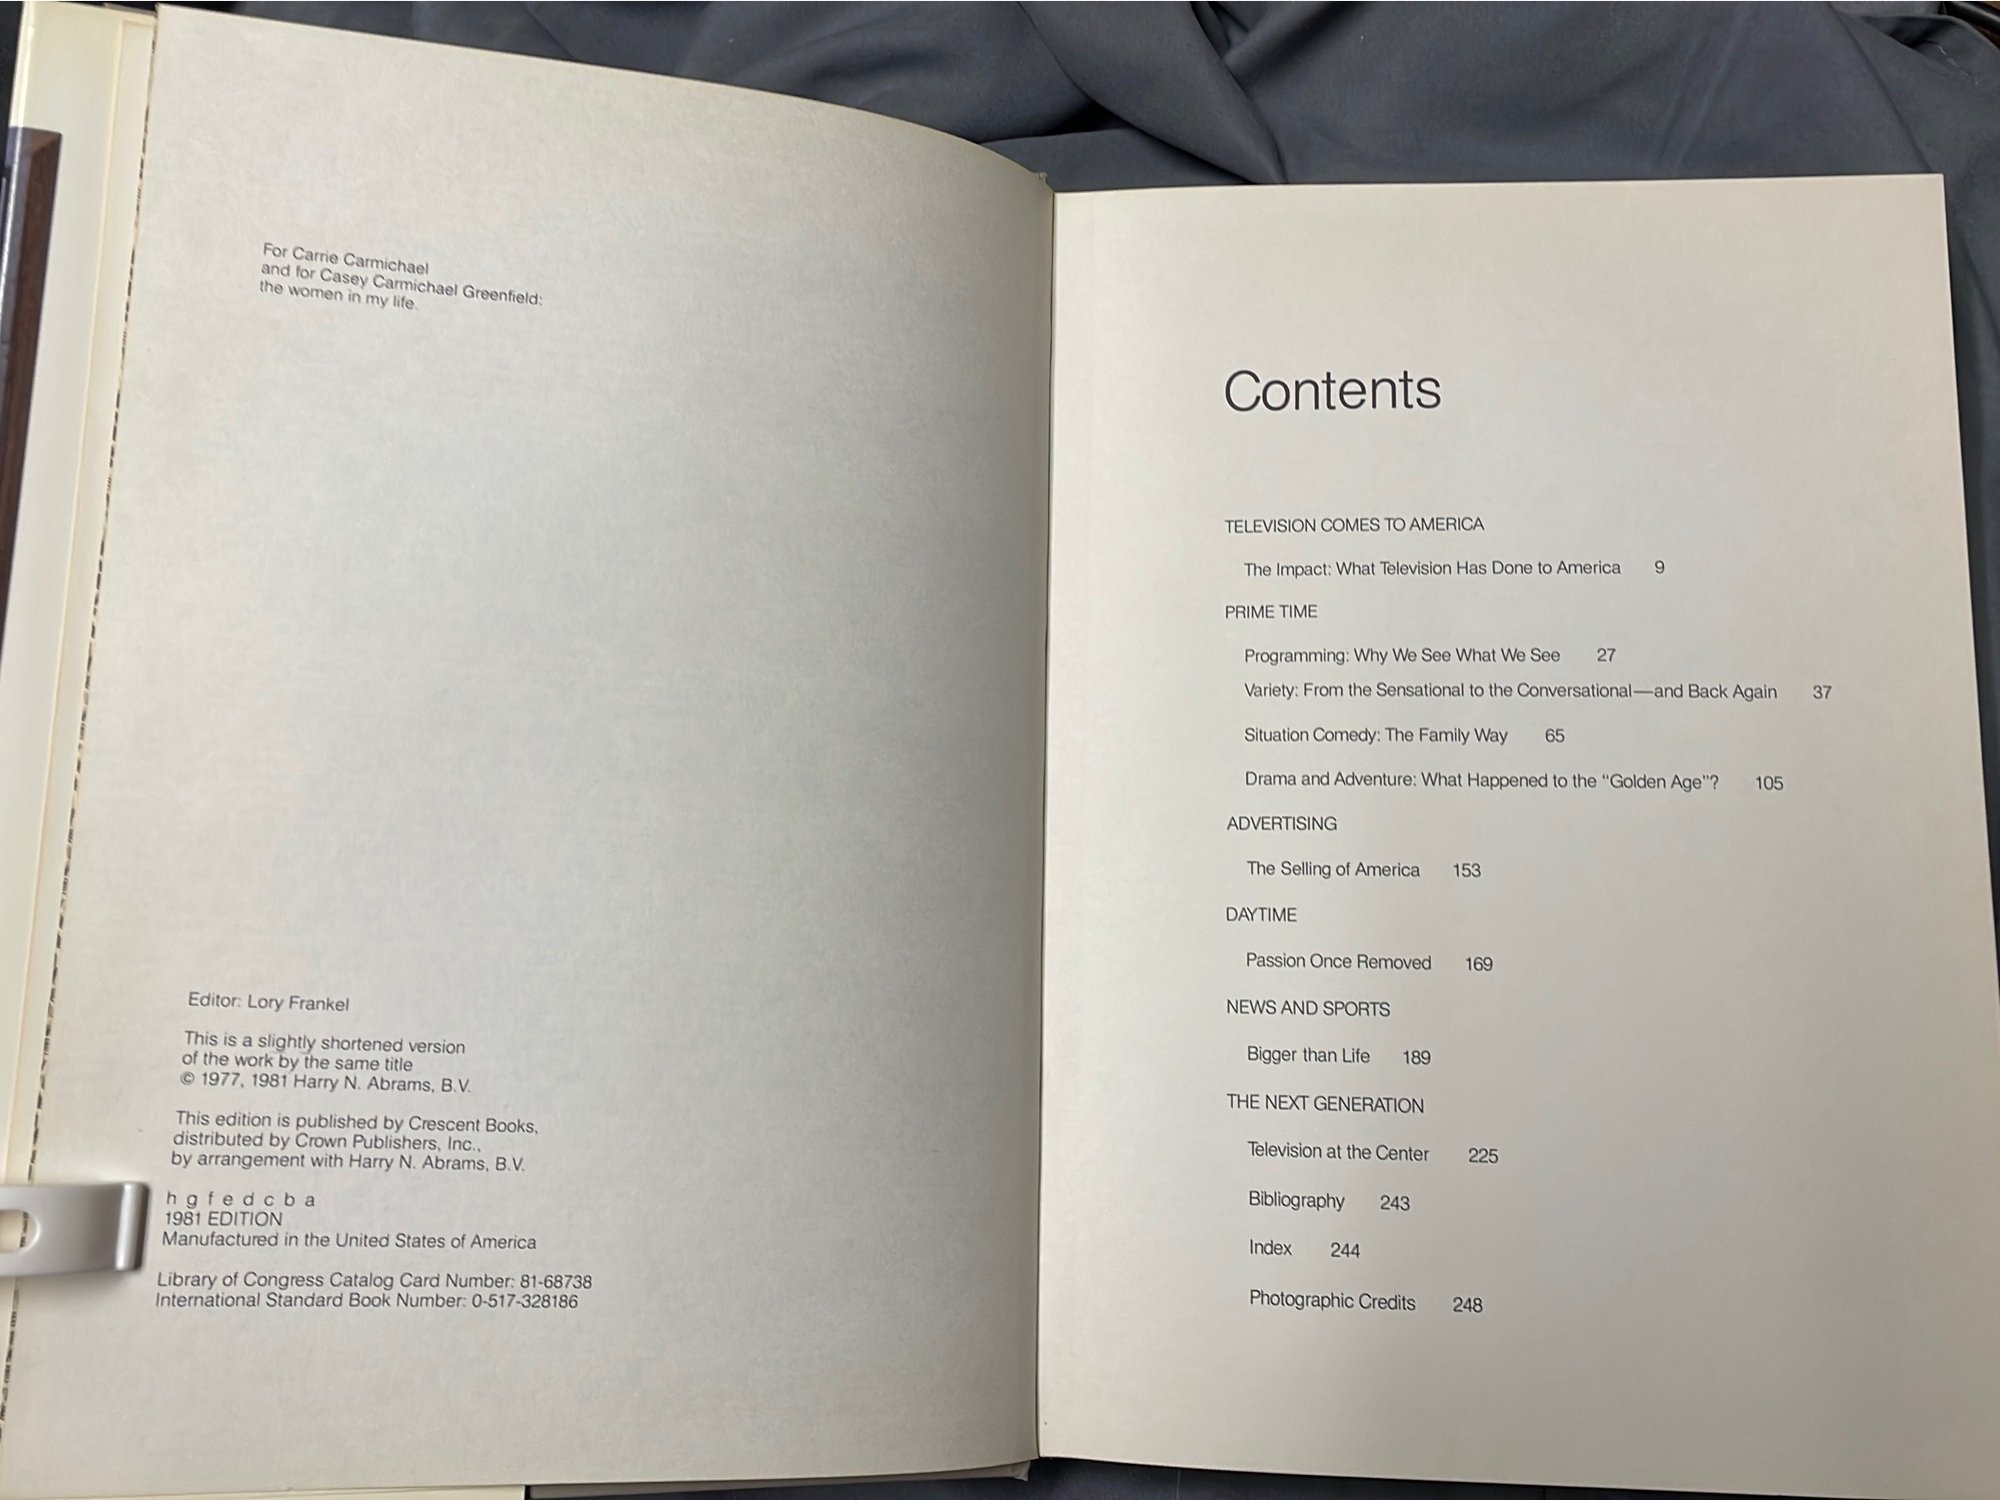 For Carrie Carmichael
and for Casey Carmichael Greenfield:
the women in my life.
Editor: Lory Frankel
This is a slightly shortened version
of the work by the same title
© 1977, 1981 Harry N. Abrams, B.V.
This edition is published by Crescent Books,
distributed by Crown Publishers, Inc.,
by arrangement with Harry N. Abrams, B.V.
h g f e d c b a
1981 EDITION
Manufactured in the United States of America
Library of Congress Catalog Card Number: 81-68738
International Standard Book Number: 0-517-328186
Contents
TELEVISION COMES TO AMERICA
The Impact: What Television Has Done to America 9
PRIME TIME
Programming: Why We See What We See 27
Variety: From the Sensational to the Conversational—and Back Again 37
Situation Comedy: The Family Way 65
Drama and Adventure: What Happened to the "Golden Age"? 105
ADVERTISING
The Selling of America 153
DAYTIME
Passion Once Removed 169
NEWS AND SPORTS
Bigger than Life 189
THE NEXT GENERATION
Television at the Center 225
Bibliography 243
Index 244
Photographic Credits 248